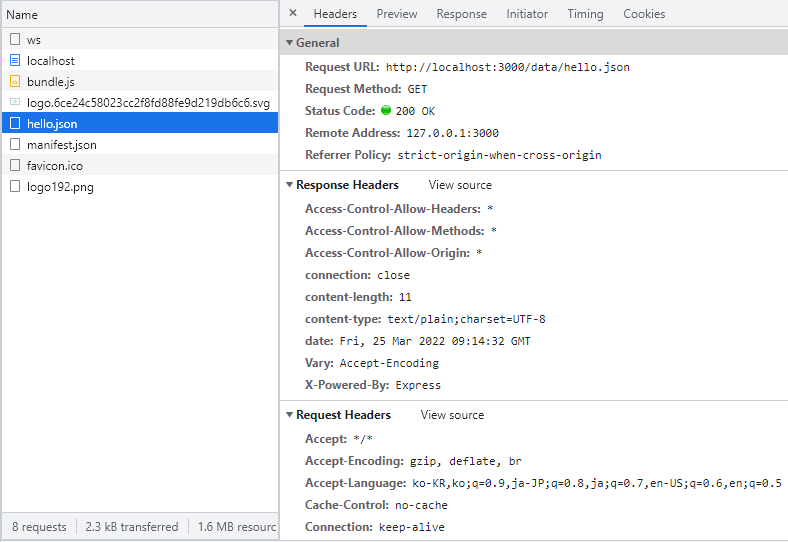 Name
ws
localhost
bundle.js
logo.6ce24c58023cc2f8fd88fe9d219db6c6.svg
hello.json
manifest.json
favicon.ico
logo192.png
8 requests 2.3 kB transferred 1.6 MB resourc
× Headers Preview Response Initiator Timing Cookies
General
Request URL: http://localhost:3000/data/hello.json
Request Method: GET
Status Code: 200 OK
Remote Address: 127.0.0.1:3000
Referrer Policy: strict-origin-when-cross-origin
Response Headers View source
Access-Control-Allow-Headers: *
Access-Control-Allow-Methods: *
Access-Control-Allow-Origin: *
connection: close
content-length: 11
content-type: text/plain;charset=UTF-8
date: Fri, 25 Mar 2022 09:14:32 GMT
Vary: Accept-Encoding
X-Powered-By: Express
Request Headers View source
Accept: */*
Accept-Encoding: gzip, deflate, br
Accept-Language: ko-KR,ko;q=0.9,ja-JP;q=0.8,ja;q=0.7,en-US;q=0.6,en;q=0.5
Cache-Control: no-cache
Connection: keep-alive